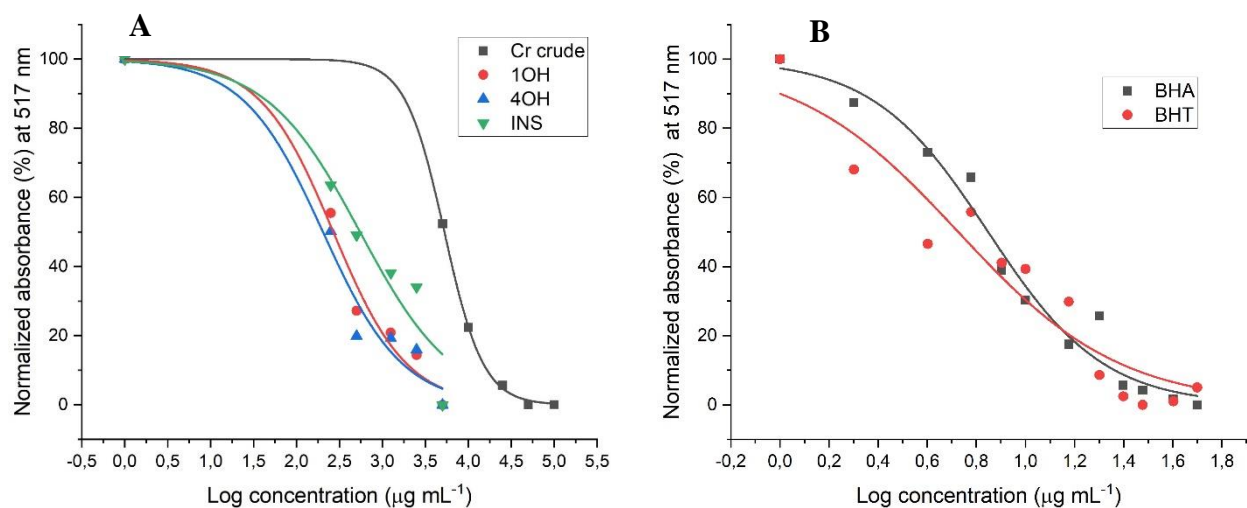 A
Normalized absorbance (%) at 517 nm
100
80
60
40
20
0
Cr crude
1OH
4OH
INS
-0,5 0,0 0,5 1,0 1,5 2,0 2,5 3,0 3,5 4,0 4,5 5,0 5,5
Log concentration (μg mL⁻¹)
B
Normalized absorbance (%) at 517 nm
100
80
60
40
20
0
BHA
BHT
-0,2 0,0 0,2 0,4 0,6 0,8 1,0 1,2 1,4 1,6 1,8
Log concentration (μg mL⁻¹)